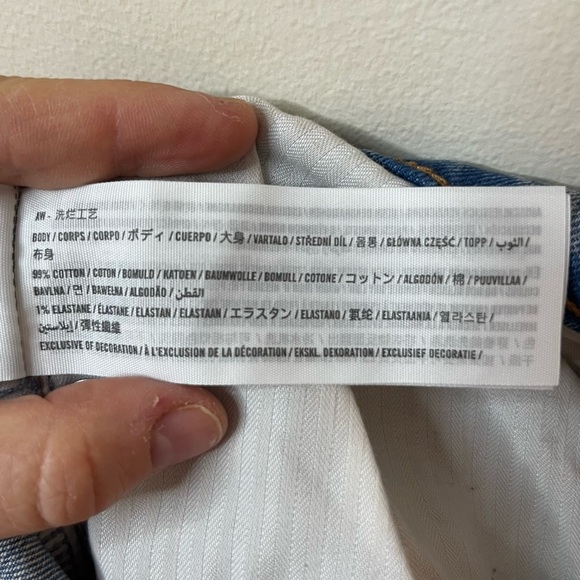 AW - 洗烂工艺
BODY / CORPS / CORPO / ボディ / CUERPO / 大身 / VARTALO / STŘEDNÍ DÍL / 몸통 / GŁÓWNA CZĘŚĆ / TOPP / الثوب /
布身
99% COTTON / COTON / BOMULD / KATOEN / BAUMWOLLE / BOMULL / COTONE / コットン / ALGODÓN / 棉 / PUUVILLAA /
BAVLNA / 면 / BAWEŁNA / ALGODÃO / القطن /
1% ELASTANE / ÉLASTANE / ELASTAN / ELASTAAN / エラスタン / ELASTANO / 氨纶 / ELASTAANIA / 엘라스탄 /
إيلاستين / 彈性纖維
EXCLUSIVE OF DECORATION / À L'EXCLUSION DE LA DÉCORATION / EKSKL. DEKORATION / EXCLUSIEF DECORATIE /